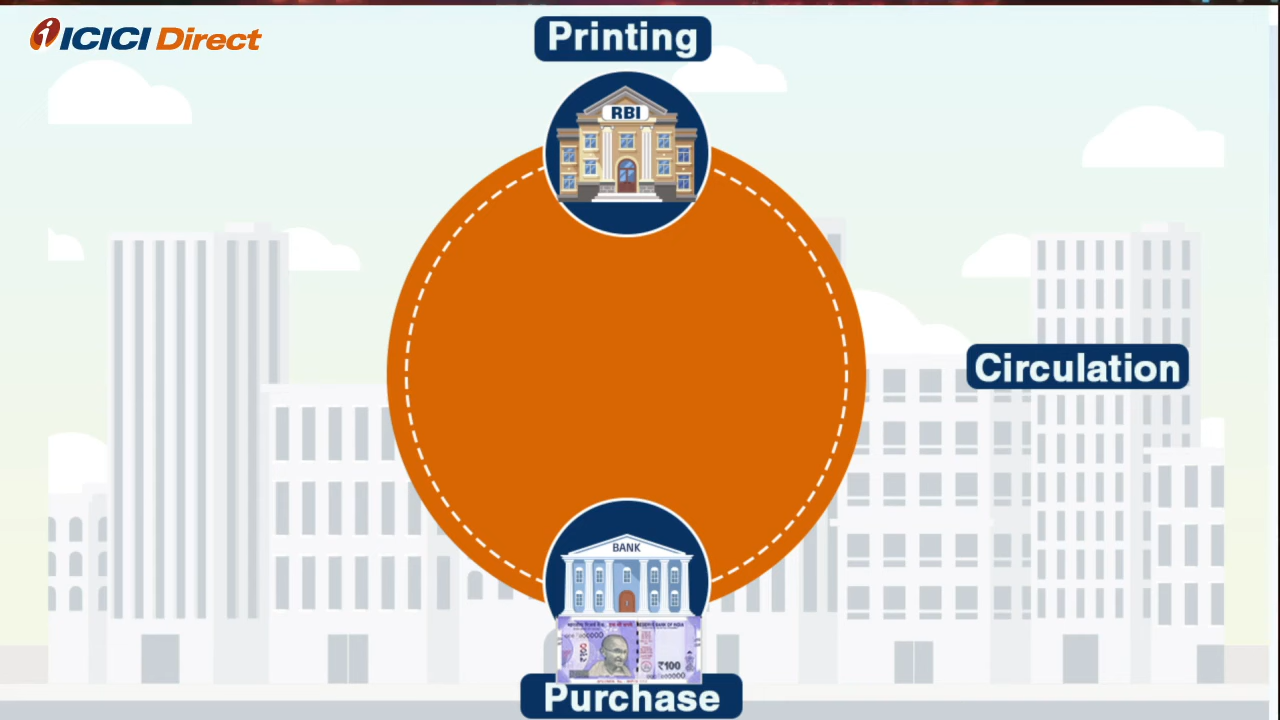 ICICI Direct
Printing
RBI
Circulation
BANK
₹100
Purchase